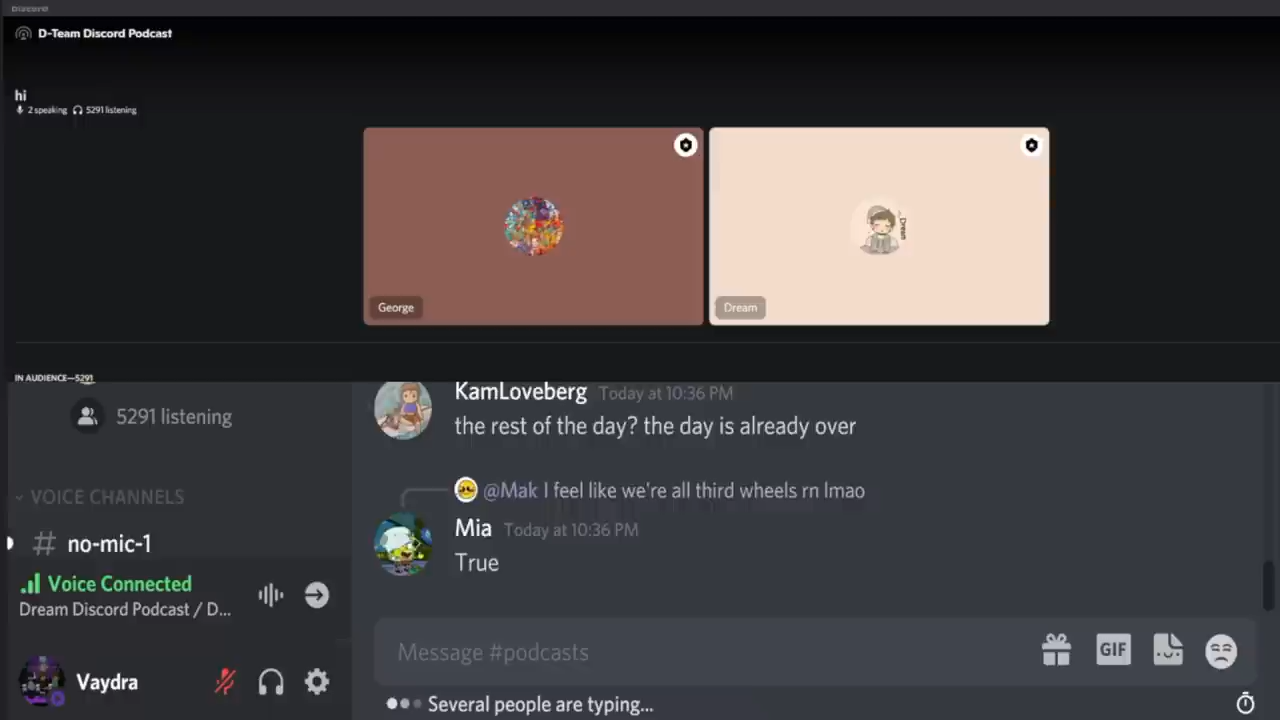 Discord
D-Team Discord Podcast
hi
2 speaking 5291 listening
George
Dream
Drean
IN AUDIENCE—5291
5291 listening
VOICE CHANNELS
# no-mic-1
Voice Connected
Dream Discord Podcast / D...
Vaydra
KamLoveberg Today at 10:36 PM
the rest of the day? the day is already over
@Mak I feel like we're all third wheels rn lmao
Mia Today at 10:36 PM
True
Message #podcasts
GIF
Several people are typing...